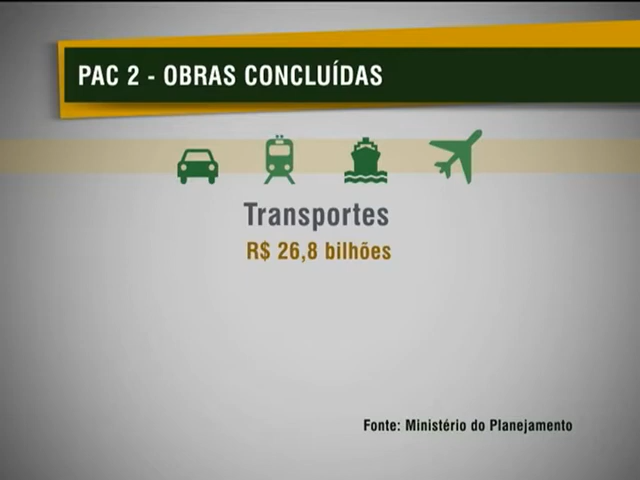 PAC 2 - OBRAS CONCLUÍDAS
Transportes
R$ 26,8 bilhões
Fonte: Ministério do Planejamento